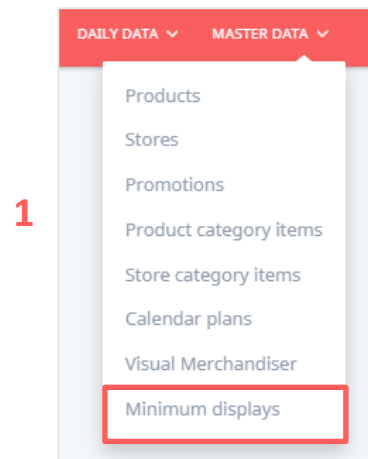 DAILY DATA MASTER DATA
Products
Stores
Promotions
1
Product category items
Store category items
Calendar plans
Visual Merchandiser
Minimum displays